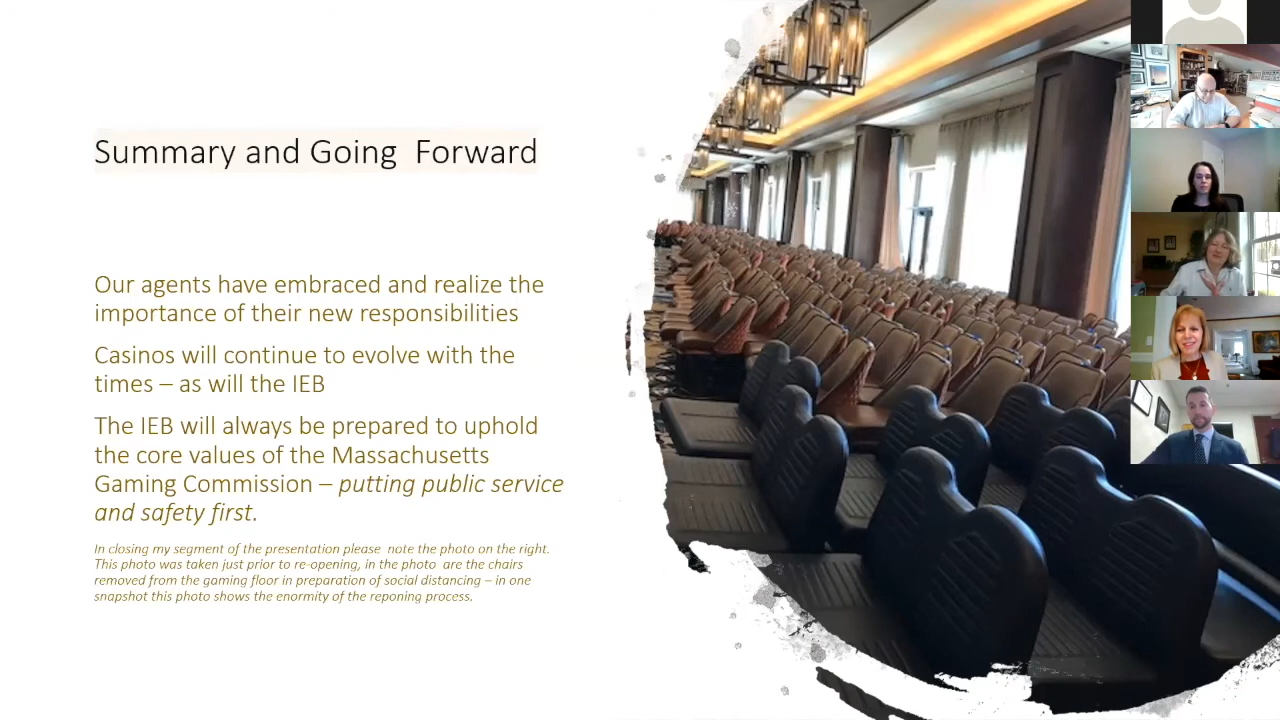 Summary and Going  Forward
Our agents have embraced and realize the
importance of their new responsibilities
Casinos will continue to evolve with the
times – as will the IEB
The IEB will always be prepared to uphold
the core values of the Massachusetts
Gaming Commission – putting public service
and safety first.
In closing my segment of the presentation please  note the photo on the right.
This photo was taken just prior to re-opening, in the photo  are the chairs
removed from the gaming floor in preparation of social distancing – in one
snapshot this photo shows the enormity of the reponing process.